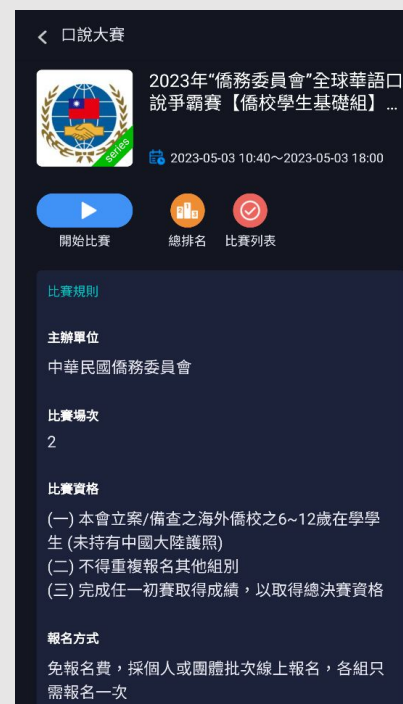 口說大賽
2023年“僑務委員會”全球華語口
說爭霸賽【僑校學生基礎組】...
series
2023-05-03 10:40～2023-05-03 18:00
開始比賽
總排名
比賽列表
比賽規則
主辦單位
中華民國僑務委員會
比賽場次
2
比賽資格
(一) 本會立案/備查之海外僑校之6~12歲在學學
生 (未持有中國大陸護照)
(二) 不得重複報名其他組別
(三) 完成任一初賽取得成績，以取得總決賽資格
報名方式
免報名費，採個人或團體批次線上報名，各組只
需報名一次